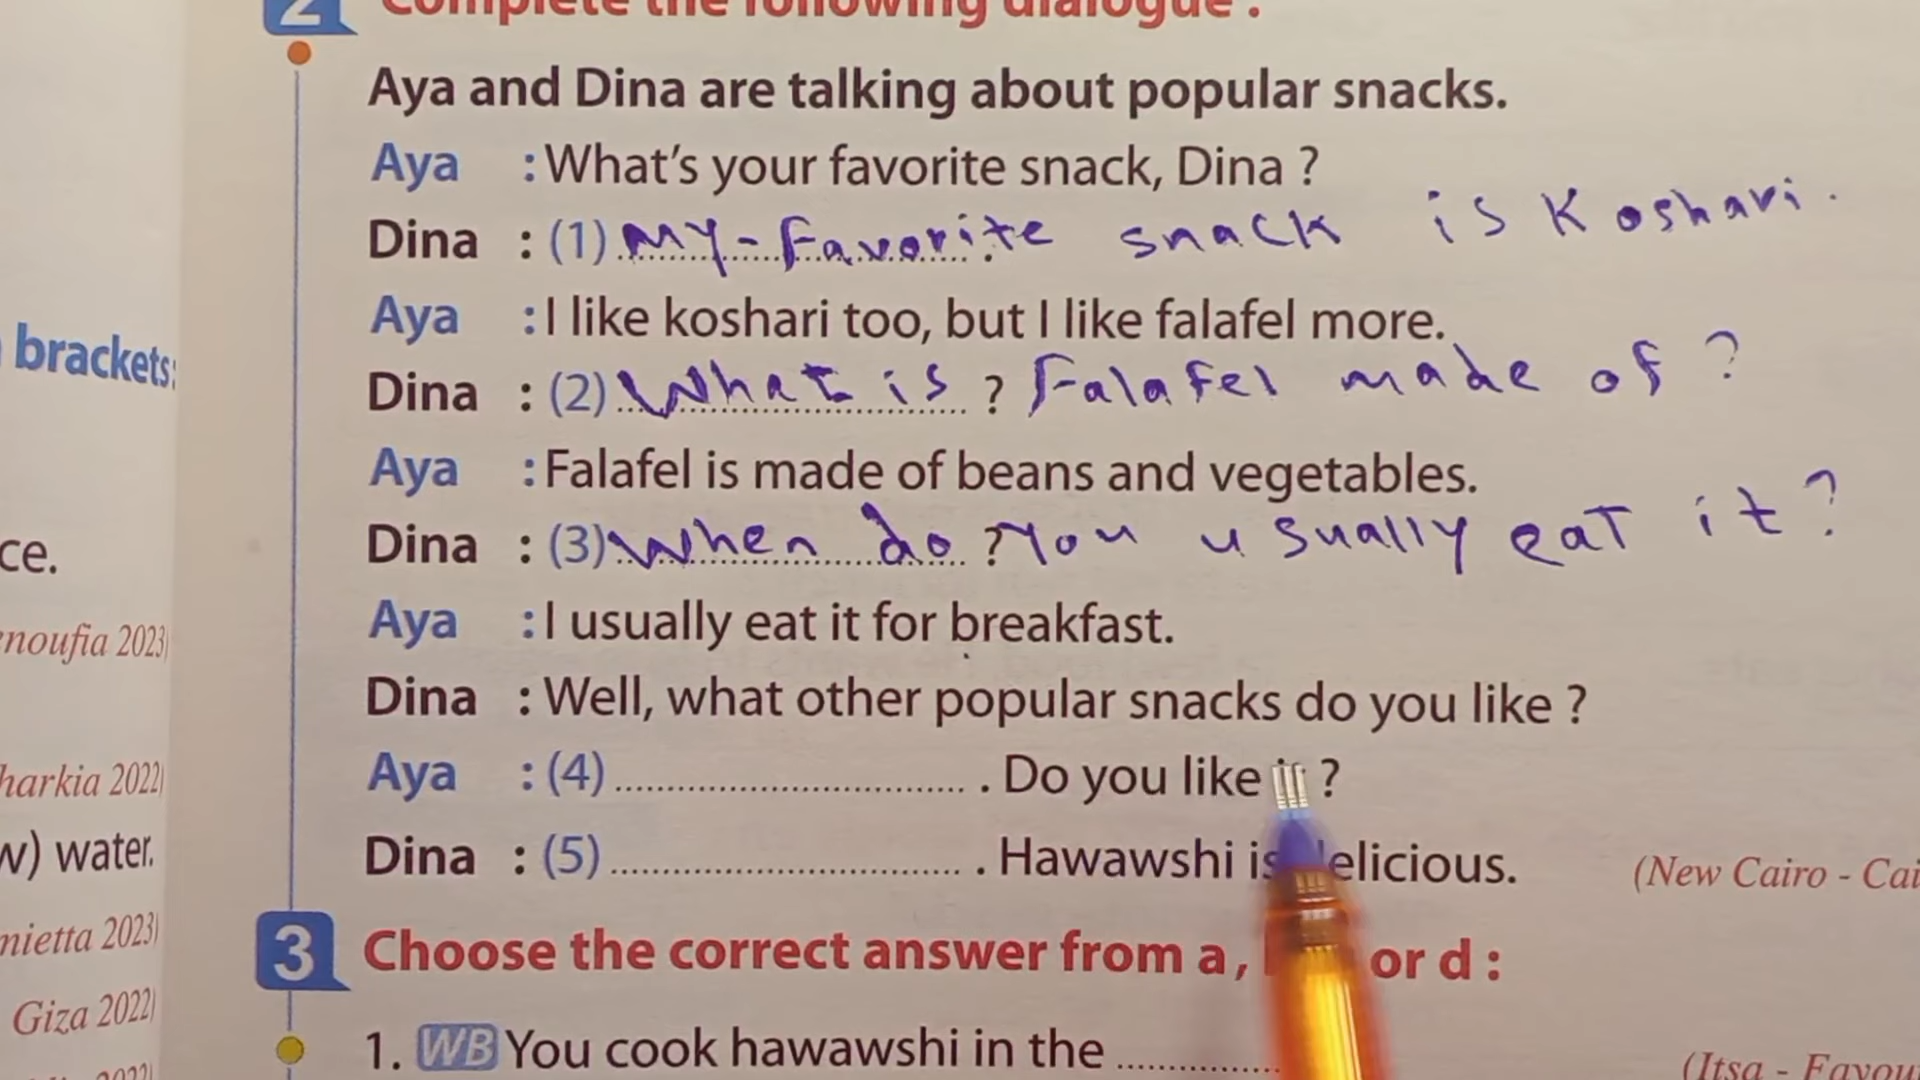 2 Complete the following dialogue :
Aya and Dina are talking about popular snacks.
Aya : What's your favorite snack, Dina ?
Dina : (1) My-Favorite snack is Koshari.
Aya : I like koshari too, but I like falafel more.
Dina : (2) What is ? Falafel made of ?
Aya : Falafel is made of beans and vegetables.
Dina : (3) When do ? You usually eat it ?
Aya : I usually eat it for breakfast.
Dina : Well, what other popular snacks do you like ?
Aya : (4) .................... . Do you like it ?
Dina : (5) .................... . Hawawshi is delicious.
(New Cairo - Cai
3 Choose the correct answer from a , or d :
1. WB You cook hawawshi in the ............
(Itsa - Fayou
brackets:
ce.
noufia 2023)
harkia 2022)
w) water.
mietta 2023)
Giza 2022)
2022)